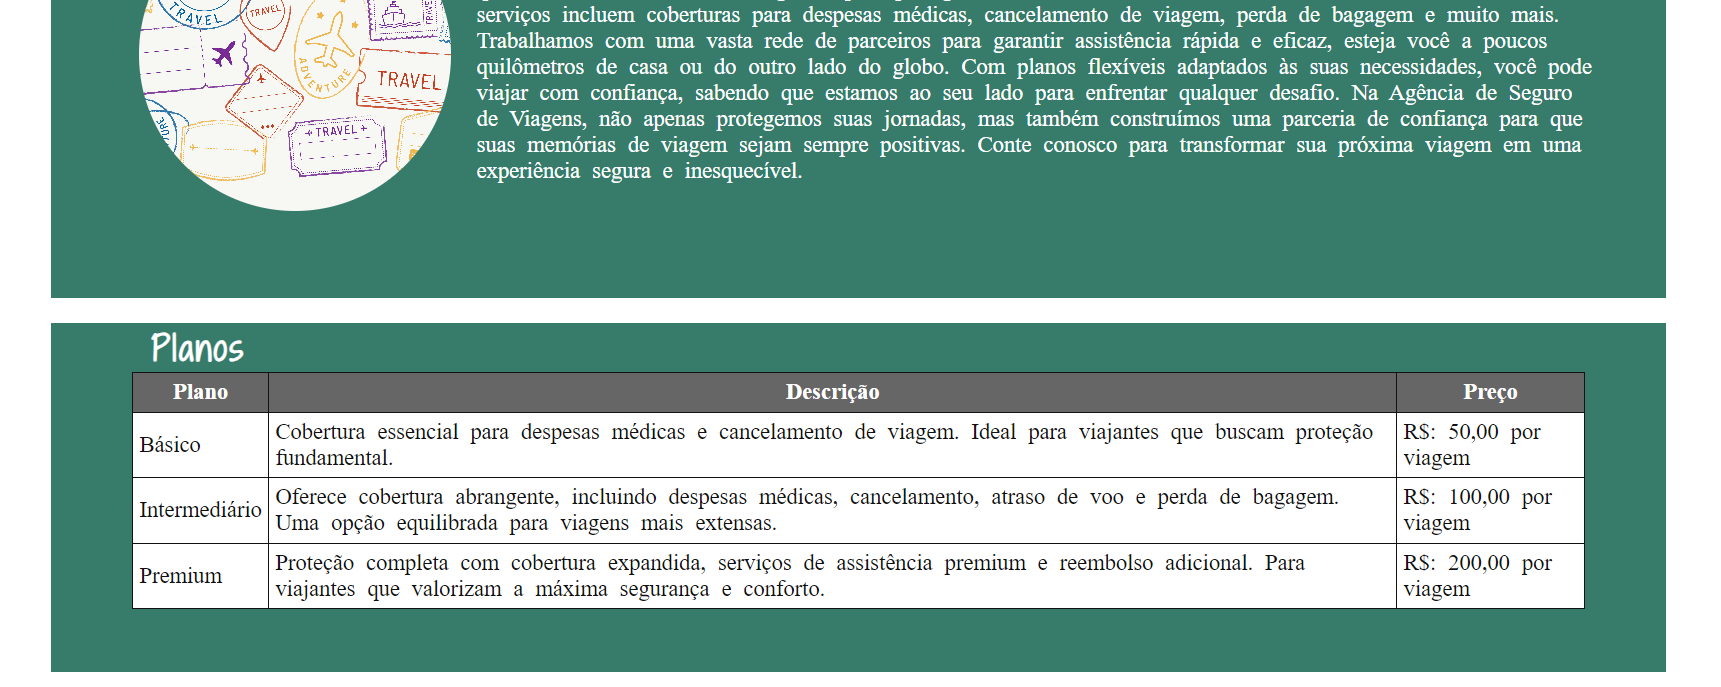 TRAVEL
TRAVEL
TRAVEL
ADVENTURE
TRAVEL
TRAVEL
serviços incluem coberturas para despesas médicas, cancelamento de viagem, perda de bagagem e muito mais.
Trabalhamos com uma vasta rede de parceiros para garantir assistência rápida e eficaz, esteja você a poucos
quilômetros de casa ou do outro lado do globo. Com planos flexíveis adaptados às suas necessidades, você pode
viajar com confiança, sabendo que estamos ao seu lado para enfrentar qualquer desafio. Na Agência de Seguro
de Viagens, não apenas protegemos suas jornadas, mas também construímos uma parceria de confiança para que
suas memórias de viagem sejam sempre positivas. Conte conosco para transformar sua próxima viagem em uma
experiência segura e inesquecível.
Planos
Plano Descrição Preço
Básico
Cobertura essencial para despesas médicas e cancelamento de viagem. Ideal para viajantes que buscam proteção
fundamental.
R$: 50,00 por
viagem
Intermediário
Oferece cobertura abrangente, incluindo despesas médicas, cancelamento, atraso de voo e perda de bagagem.
Uma opção equilibrada para viagens mais extensas.
R$: 100,00 por
viagem
Premium
Proteção completa com cobertura expandida, serviços de assistência premium e reembolso adicional. Para
viajantes que valorizam a máxima segurança e conforto.
R$: 200,00 por
viagem